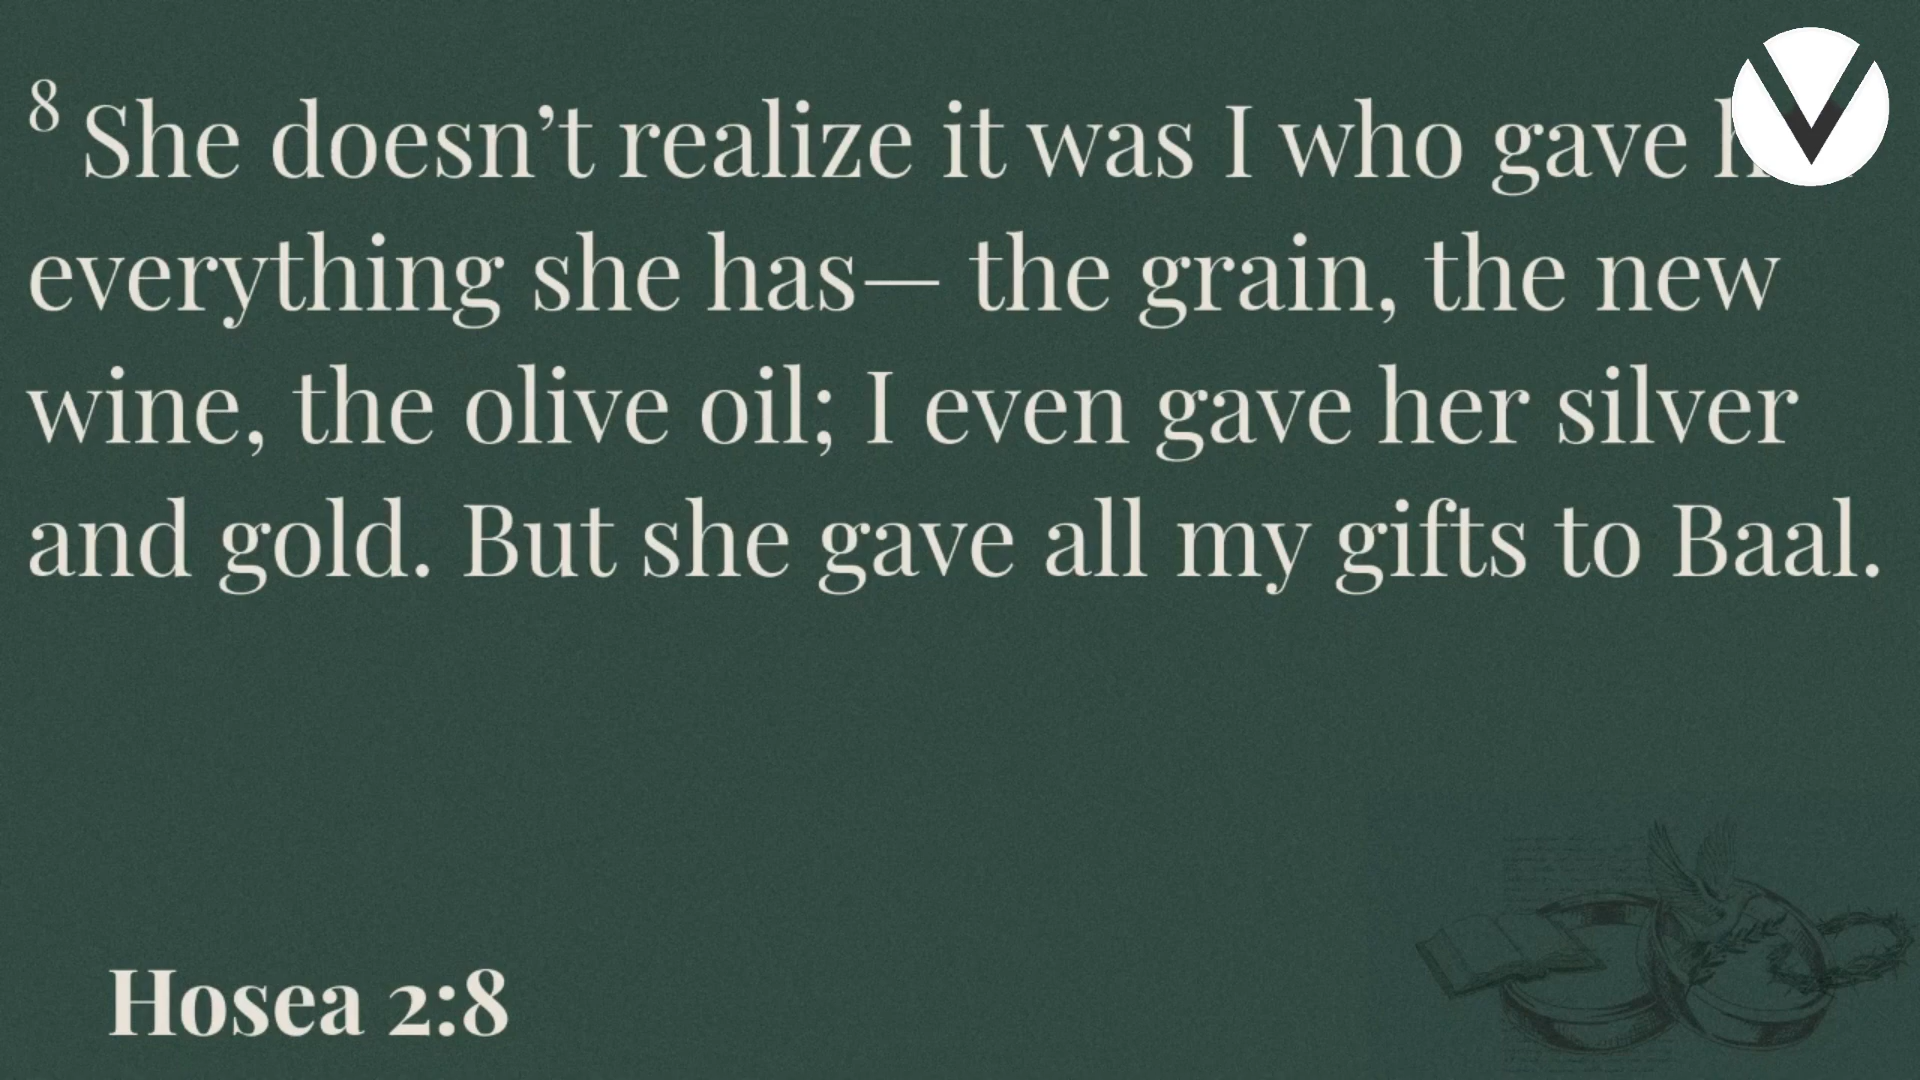 8 She doesn’t realize it was I who gave
everything she has— the grain, the new
wine, the olive oil; I even gave her silver
and gold. But she gave all my gifts to Baal.
Hosea 2:8